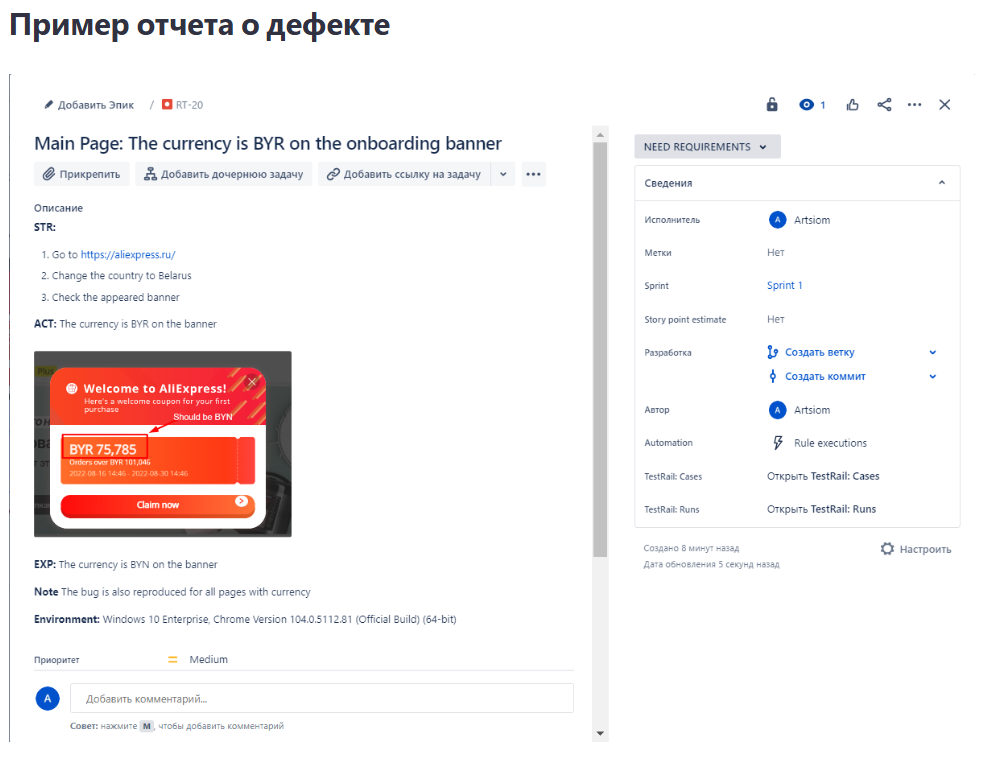 Пример отчета о дефекте
Добавить Эпик / RT-20
1
Main Page: The currency is BYR on the onboarding banner
Прикрепить
Добавить дочернюю задачу
Добавить ссылку на задачу
Описание
STR:
1. Go to https://aliexpress.ru/
2. Change the country to Belarus
3. Check the appeared banner
ACT: The currency is BYR on the banner
Plus
Welcome to AliExpress!
Here's a welcome coupon for your first
purchase
Should be BYN
BYR 75,785
Orders over BYR 101,046
2022-08-16 14:46 - 2022-08-30 14:46
Claim now
EXP: The currency is BYN on the banner
Note The bug is also reproduced for all pages with currency
Environment: Windows 10 Enterprise, Chrome Version 104.0.5112.81 (Official Build) (64-bit)
Приоритет
Medium
A
Добавить комментарий...
Совет: нажмите M, чтобы добавить комментарий
NEED REQUIREMENTS
Сведения
Исполнитель
A Artsiom
Метки
Нет
Sprint
Sprint 1
Story point estimate
Нет
Разработка
Создать ветку
Создать коммит
Автор
A Artsiom
Automation
Rule executions
TestRail: Cases
Открыть TestRail: Cases
TestRail: Runs
Открыть TestRail: Runs
Создано 8 минут назад
Дата обновления 5 секунд назад
Настроить